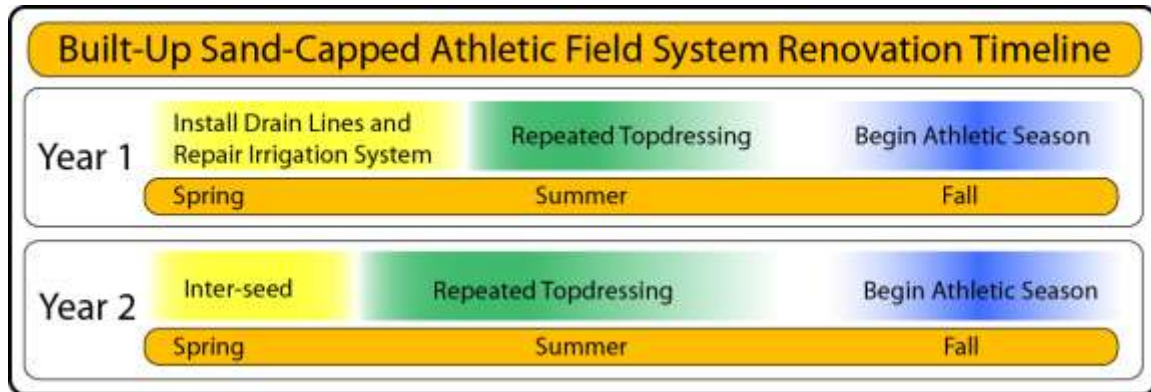 Built-Up Sand-Capped Athletic Field System Renovation Timeline
Year 1
Install Drain Lines and
Repair Irrigation System
Repeated Topdressing
Begin Athletic Season
Spring
Summer
Fall
Year 2
Inter-seed
Repeated Topdressing
Begin Athletic Season
Spring
Summer
Fall